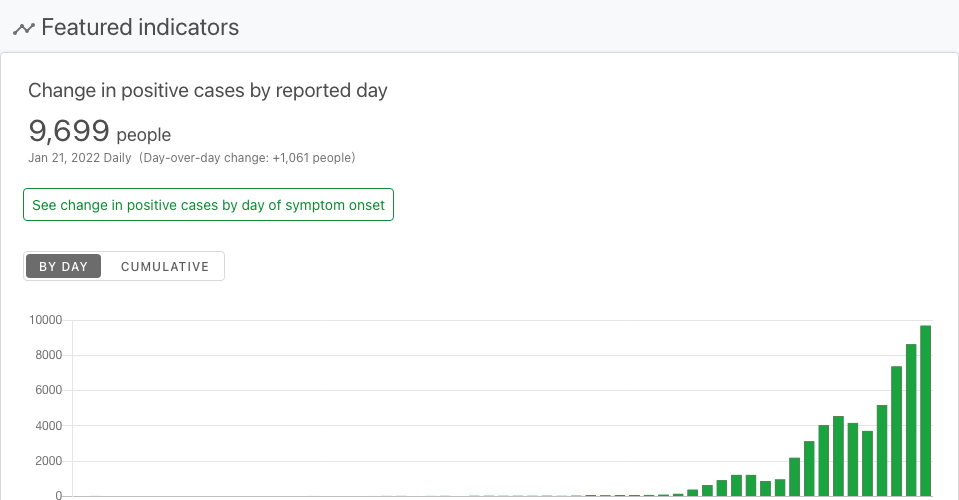 Featured indicators
Change in positive cases by reported day
9,699 people
Jan 21, 2022 Daily (Day-over-day change: +1,061 people)
See change in positive cases by day of symptom onset
BY DAY CUMULATIVE
10000
8000
6000
4000
2000
0